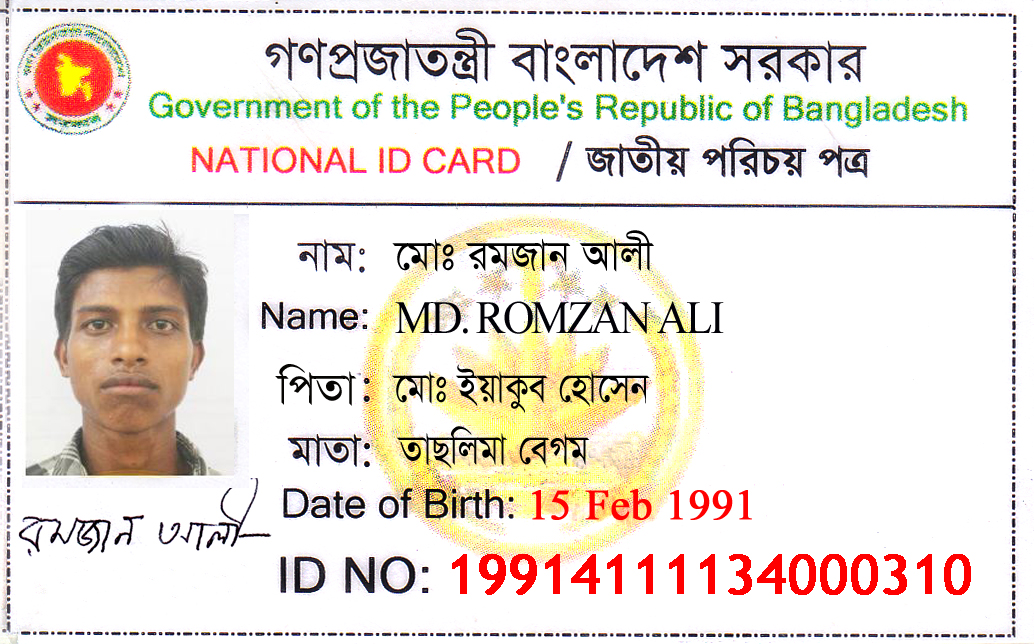 গণপ্রজাতন্ত্রী বাংলাদেশ সরকার
Government of the People's Republic of Bangladesh
NATIONAL ID CARD / জাতীয় পরিচয় পত্র
নাম: মোঃ রমজান আলী
Name: MD. ROMZAN ALI
পিতা: মোঃ ইয়াকুব হোসেন
মাতা: তাছলিমা বেগম
Date of Birth: 15 Feb 1991
রমজান আলী
ID NO: 19914111134000310